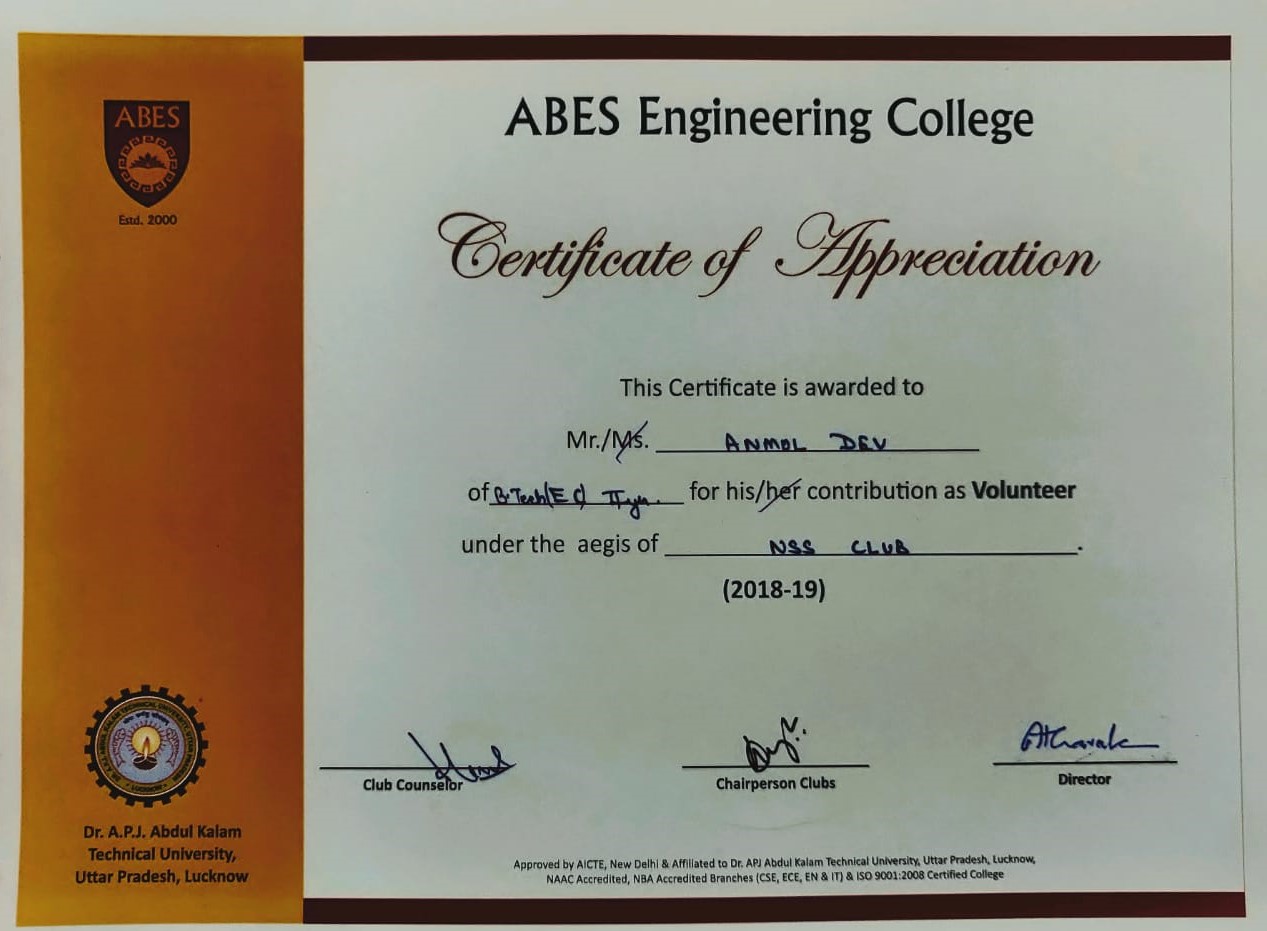 ABES
Estd. 2000
ABES Engineering College
Certificate of Appreciation
This Certificate is awarded to
Mr./Ms. ANMOL DEV
of B.Tech(EC) II yr. for his/her contribution as Volunteer
under the aegis of NSS CLUB.
(2018-19)
Club Counselor
Chairperson Clubs
Director
Dr. A.P.J. Abdul Kalam
Technical University,
Uttar Pradesh, Lucknow
Approved by AICTE, New Delhi & Affiliated to Dr. APJ Abdul Kalam Technical University, Uttar Pradesh, Lucknow,
NAAC Accredited, NBA Accredited Branches (CSE, ECE, EN & IT) & ISO 9001:2008 Certified College